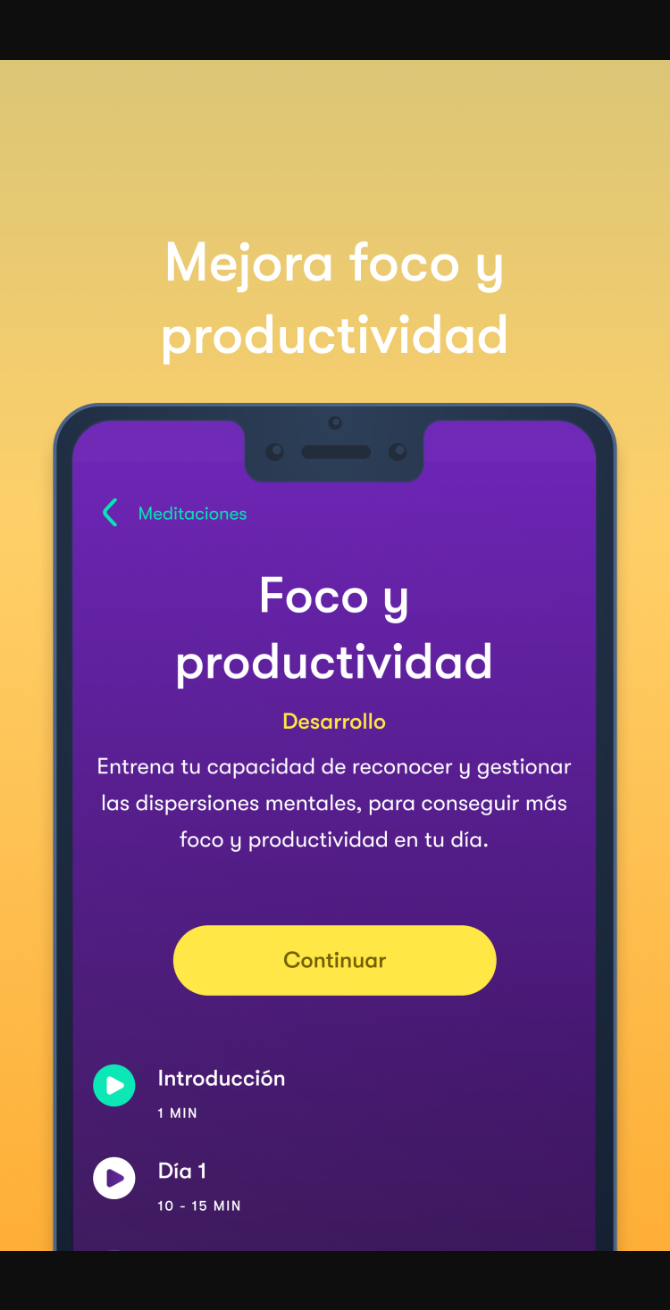 Mejora foco y
productividad
Meditaciones
Foco y
productividad
Desarrollo
Entrena tu capacidad de reconocer y gestionar
las dispersiones mentales, para conseguir más
foco y productividad en tu día.
Continuar
Introducción
1 MIN
Día 1
10 - 15 MIN